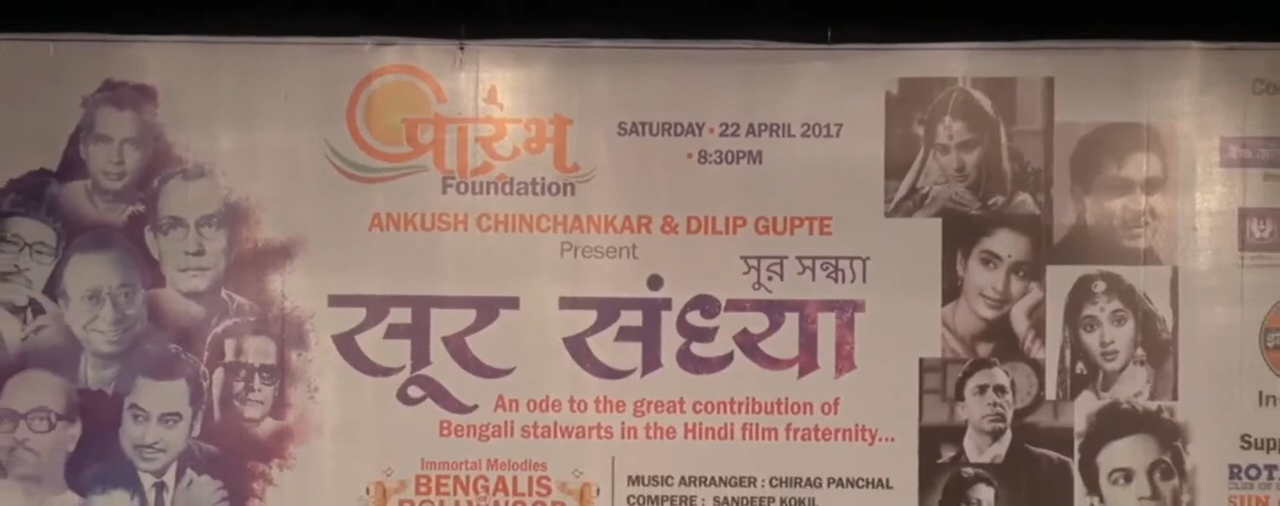 प्रारंभ
Foundation
SATURDAY • 22 APRIL 2017
• 8:30PM
ANKUSH CHINCHANKAR & DILIP GUPTE
Present
সুর সন্ধ্যা
सूर संध्या
An ode to the great contribution of
Bengali stalwarts in the Hindi film fraternity...
Immortal Melodies
BENGALIS
MUSIC ARRANGER : CHIRAG PANCHAL
COMPERE : SANDEEP KOKIL